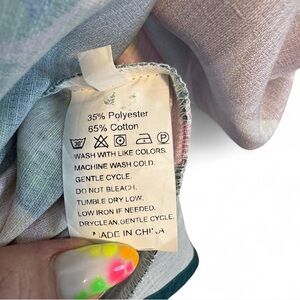 35% Polyester
65% Cotton
WASH WITH LIKE COLORS.
MACHINE WASH COLD.
GENTLE CYCLE.
DO NOT BLEACH.
TUMBLE DRY LOW.
LOW IRON IF NEEDED.
DRYCLEAN.GENTLE CYCLE.
MADE IN CHINA